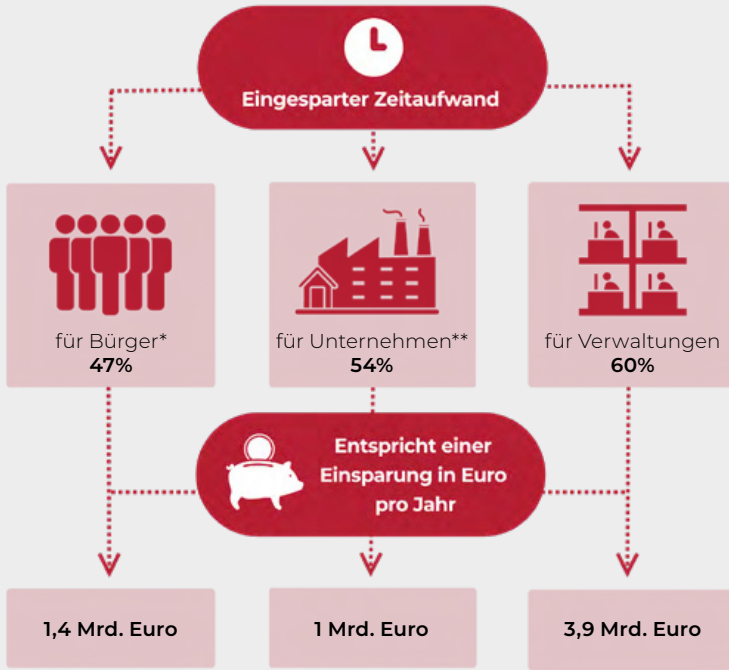 Eingesparter Zeitaufwand
für Bürger*
47%
für Unternehmen**
54%
für Verwaltungen
60%
Entspricht einer
Einsparung in Euro
pro Jahr
1,4 Mrd. Euro
1 Mrd. Euro
3,9 Mrd. Euro